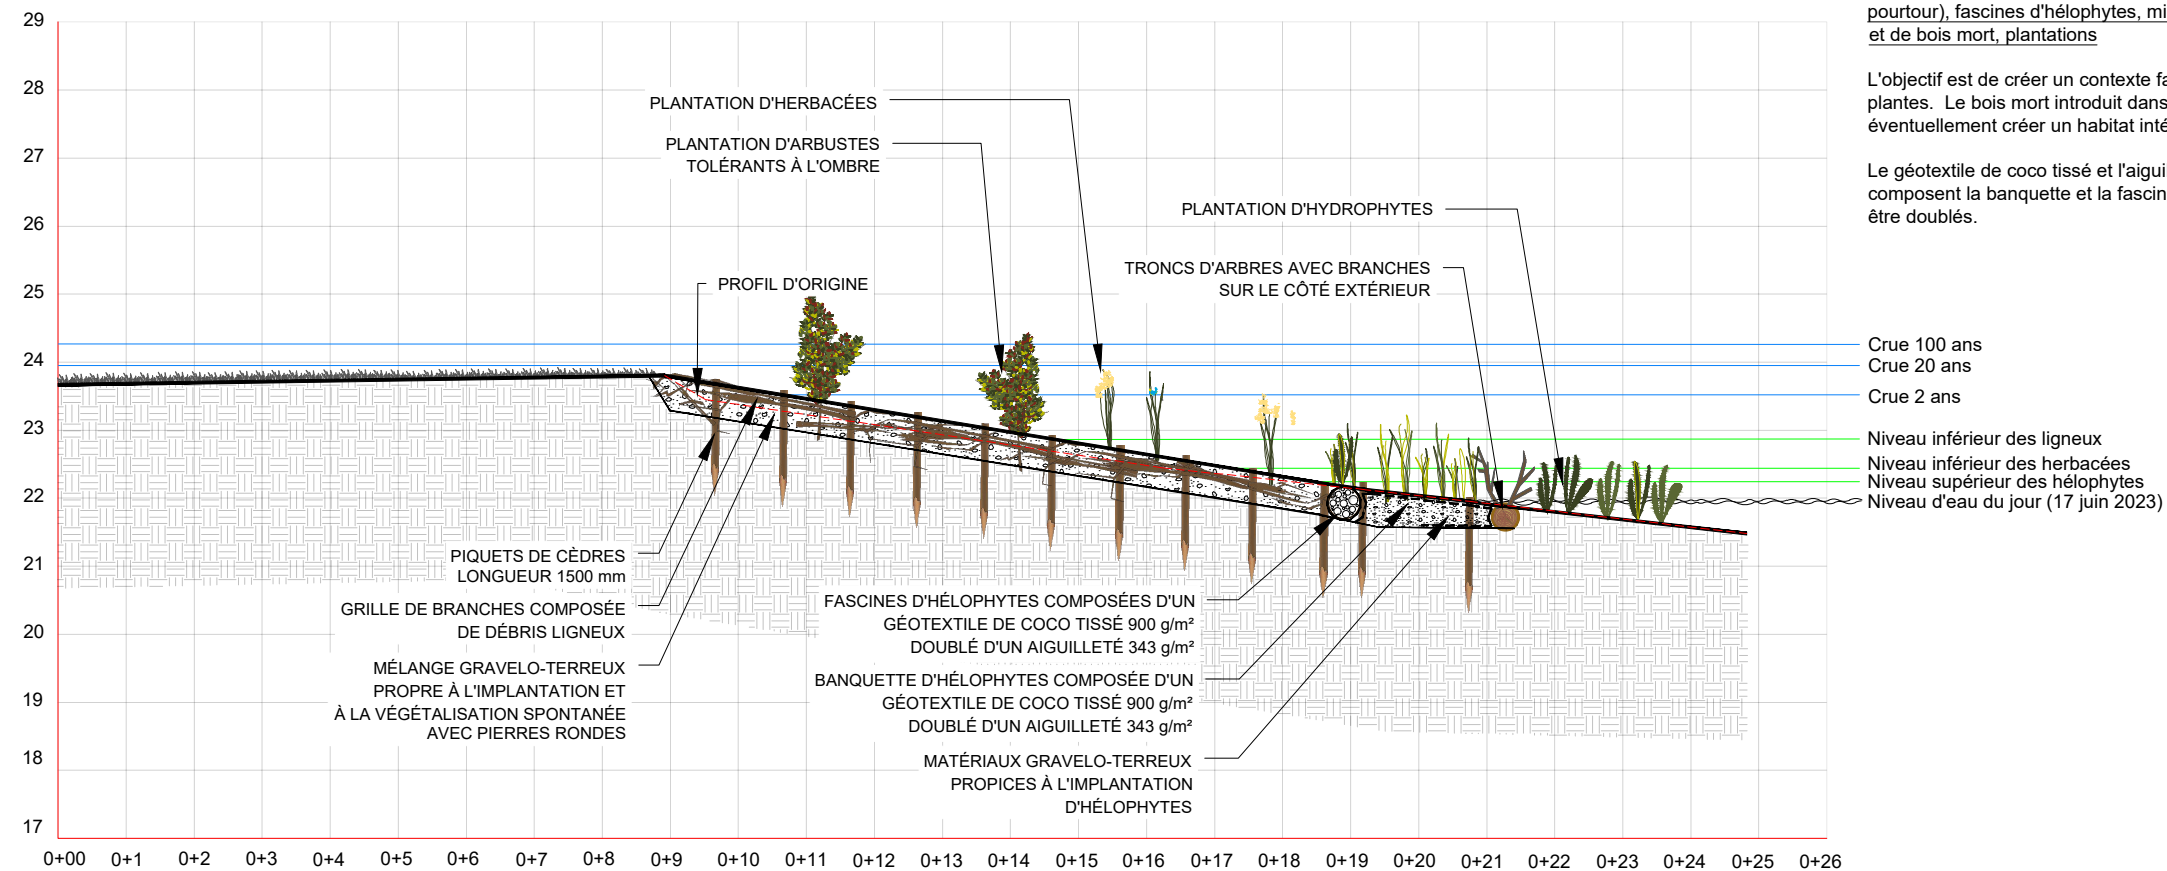 pourtour), fascines d'hélophytes,
et de bois mort, plantations
L'objectif est de créer un contexte
plantes. Le bois mort introduit dans
éventuellement créer un habitat
Le géotextile de coco tissé et
composent la banquette et la
être doublés.
29
28
27
26
25
24
23
22
21
20
19
18
17
PLANTATION D'HERBACÉES
PLANTATION D'ARBUSTES
TOLÉRANTS À L'OMBRE
PLANTATION D'HYDROPHYTES
TRONCS D'ARBRES AVEC BRANCHES
SUR LE CÔTÉ EXTÉRIEUR
PROFIL D'ORIGINE
Crue 100 ans
Crue 20 ans
Crue 2 ans
Niveau inférieur des ligneux
Niveau inférieur des herbacées
Niveau supérieur des hélophytes
Niveau d'eau du jour (17 juin 2023)
PIQUETS DE CÈDRES
LONGUEUR 1500 mm
GRILLE DE BRANCHES COMPOSÉE
DE DÉBRIS LIGNEUX
MÉLANGE GRAVELO-TERREUX
PROPRE À L'IMPLANTATION ET
À LA VÉGÉTALISATION SPONTANÉE
AVEC PIERRES RONDES
FASCINES D'HÉLOPHYTES COMPOSÉES D'UN
GÉOTEXTILE DE COCO TISSÉ 900 g/m²
DOUBLÉ D'UN AIGUILLETÉ 343 g/m²
BANQUETTE D'HÉLOPHYTES COMPOSÉE D'UN
GÉOTEXTILE DE COCO TISSÉ 900 g/m²
DOUBLÉ D'UN AIGUILLETÉ 343 g/m²
MATÉRIAUX GRAVELO-TERREUX
PROPICES À L'IMPLANTATION
D'HÉLOPHYTES
0+00 0+1 0+2 0+3 0+4 0+5 0+6 0+7 0+8 0+9 0+10 0+11 0+12 0+13 0+14 0+15 0+16 0+17 0+18 0+19 0+20 0+21 0+22 0+23 0+24 0+25 0+26